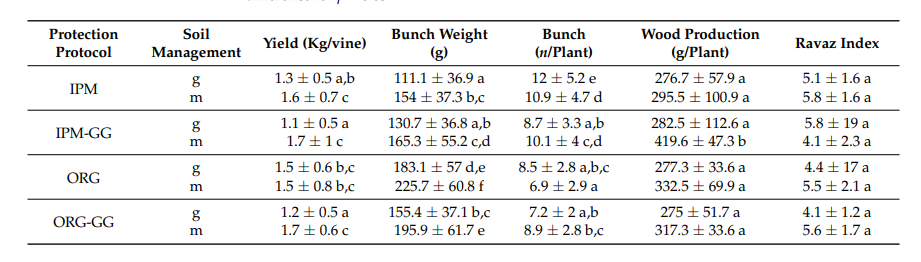 Protection Protocol Soil Management Yield (Kg/vine) Bunch Weight (g) Bunch (n/Plant) Wood Production (g/Plant) Ravaz Index
IPM g 1.3 ± 0.5 a,b 111.1 ± 36.9 a 12 ± 5.2 e 276.7 ± 57.9 a 5.1 ± 1.6 a
m 1.6 ± 0.7 c 154 ± 37.3 b,c 10.9 ± 4.7 d 295.5 ± 100.9 a 5.8 ± 1.6 a
IPM-GG g 1.1 ± 0.5 a 130.7 ± 36.8 a,b 8.7 ± 3.3 a,b 282.5 ± 112.6 a 5.8 ± 19 a
m 1.7 ± 1 c 165.3 ± 55.2 c,d 10.1 ± 4 c,d 419.6 ± 47.3 b 4.1 ± 2.3 a
ORG g 1.5 ± 0.6 b,c 183.1 ± 57 d,e 8.5 ± 2.8 a,b,c 277.3 ± 33.6 a 4.4 ± 17 a
m 1.5 ± 0.8 b,c 225.7 ± 60.8 f 6.9 ± 2.9 a 332.5 ± 69.9 a 5.5 ± 2.1 a
ORG-GG g 1.2 ± 0.5 a 155.4 ± 37.1 b,c 7.2 ± 2 a,b 275 ± 51.7 a 4.1 ± 1.2 a
m 1.7 ± 0.6 c 195.9 ± 61.7 e 8.9 ± 2.8 b,c 317.3 ± 33.6 a 5.6 ± 1.7 a